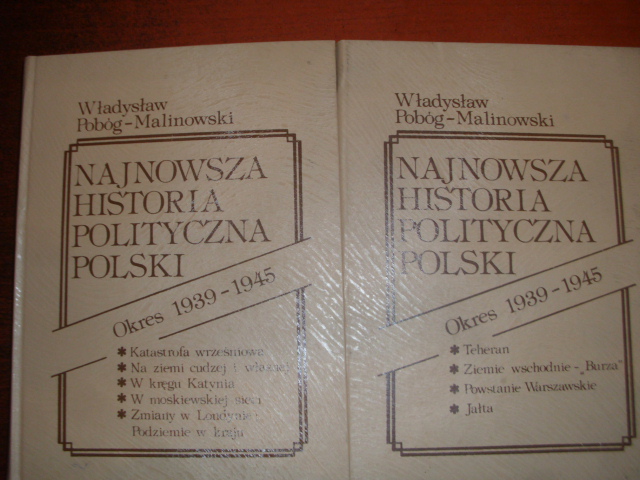 Władysław
Pobóg-Malinowski
NAJNOWSZA
HISTORIA
POLITYCZNA
POLSKI
Okres 1939-1945
* Katastrofa wrześniowa
* Na ziemi cudzej i własnej
* W kręgu Katynia
* W moskiewskiej sieci
* Zmiany w Londynie.
Podziemie w kraju
Władysław
Pobóg-Malinowski
NAJNOWSZA
HISTORIA
POLITYCZNA
POLSKI
Okres 1939-1945
* Teheran
* Ziemie wschodnie-„Burza"
* Powstanie Warszawskie
* Jałta